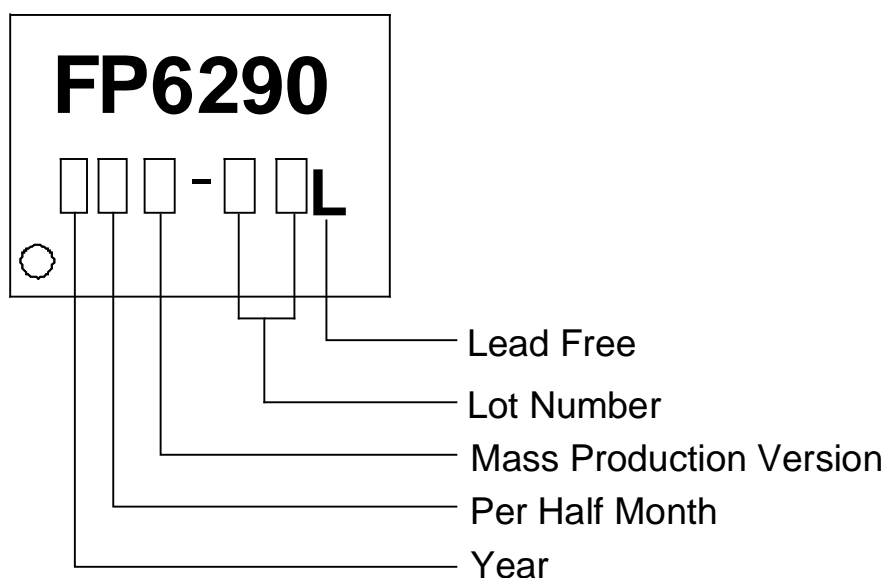 FP6290
- L
Lead Free
Lot Number
Mass Production Version
Per Half Month
Year